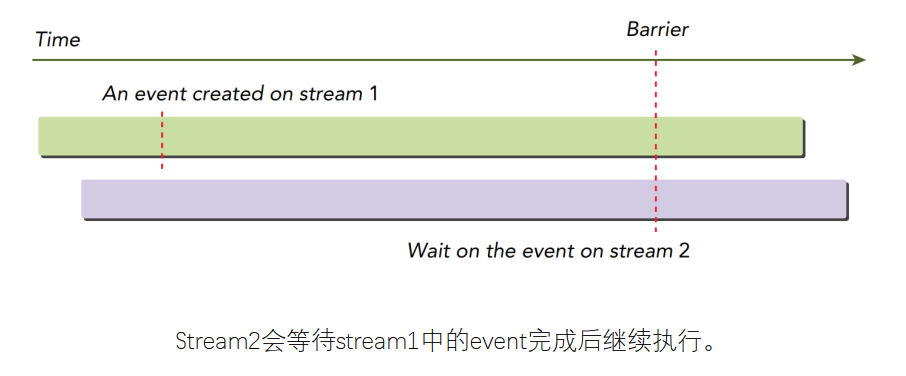 Barrier
Time
An event created on stream 1
Wait on the event on stream 2
Stream2会等待stream1中的event完成后继续执行。